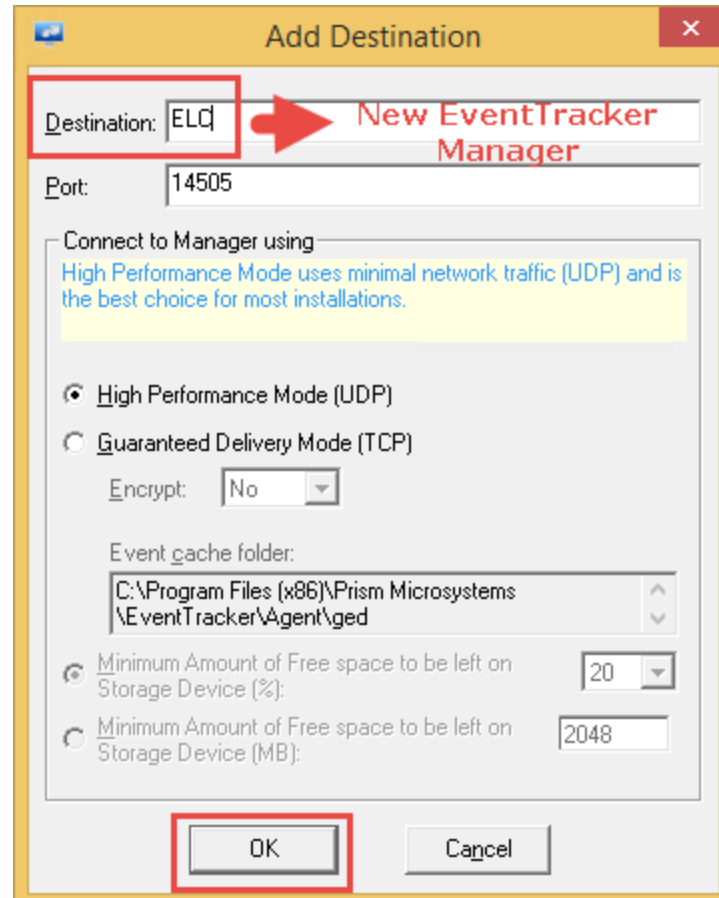 Add Destination
Destination: ELC
New EventTracker
Manager
Port: 14505
Connect to Manager using
High Performance Mode uses minimal network traffic (UDP) and is
the best choice for most installations.
High Performance Mode (UDP)
Guaranteed Delivery Mode (TCP)
Encrypt: No
Event cache folder:
C:\Program Files (x86)\Prism Microsystems
\EventTracker\Agent\ged
Minimum Amount of Free space to be left on
Storage Device (%): 20
Minimum Amount of Free space to be left on
Storage Device (MB): 2048
OK Cancel